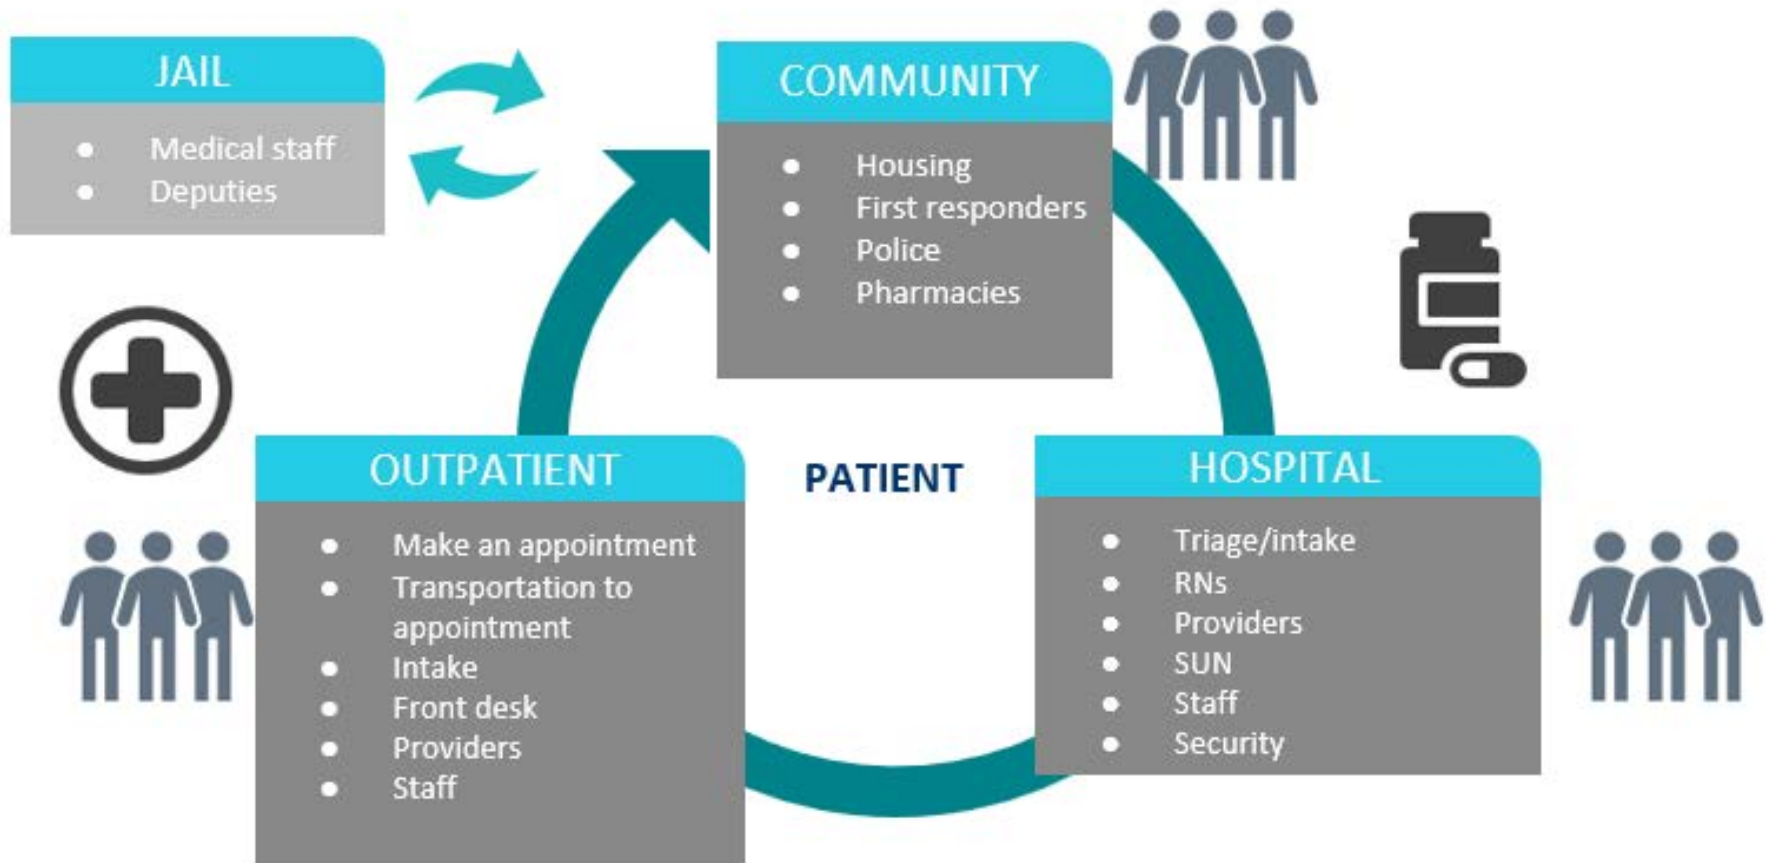 JAIL
• Medical staff
• Deputies
COMMUNITY
• Housing
• First responders
• Police
• Pharmacies
OUTPATIENT
• Make an appointment
• Transportation to
appointment
• Intake
• Front desk
• Providers
• Staff
PATIENT
HOSPITAL
• Triage/intake
• RNs
• Providers
• SUN
• Staff
• Security